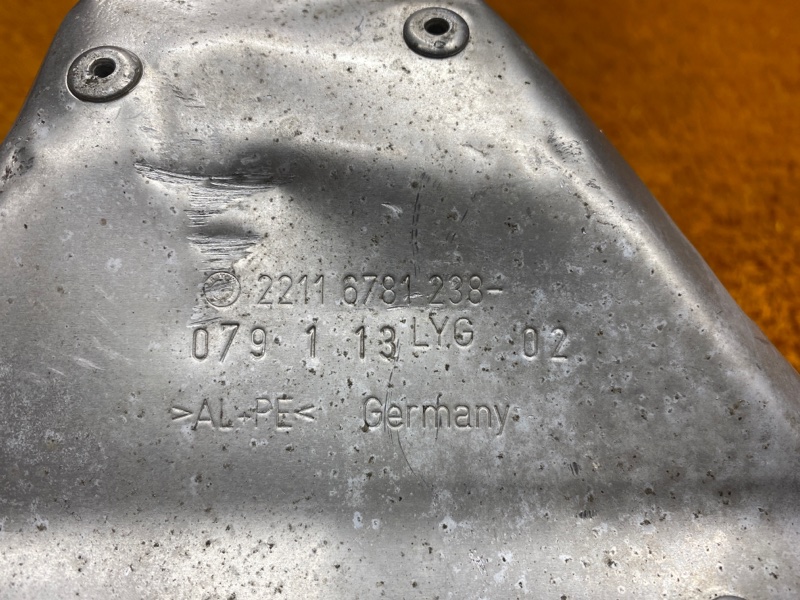 2211 6781 238-
079 1 13 LYG 02
>AL+PE< Germany